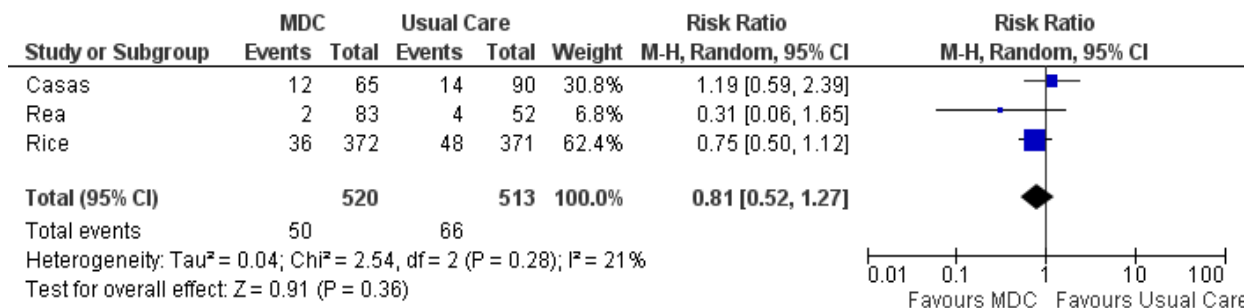 MDC Usual Care Risk Ratio Risk Ratio
Study or Subgroup Events Total Events Total Weight M-H, Random, 95% CI M-H, Random, 95% CI
Casas 12 65 14 90 30.8% 1.19 [0.59, 2.39]
Rea 2 83 4 52 6.8% 0.31 [0.06, 1.65]
Rice 36 372 48 371 62.4% 0.75 [0.50, 1.12]
Total (95% CI) 520 513 100.0% 0.81 [0.52, 1.27]
Total events 50 66
Heterogeneity: Tau² = 0.04; Chi² = 2.54, df = 2 (P = 0.28); I² = 21%
Test for overall effect: Z = 0.91 (P = 0.36)
0.01 0.1 1 10 100
Favours MDC Favours Usual Care